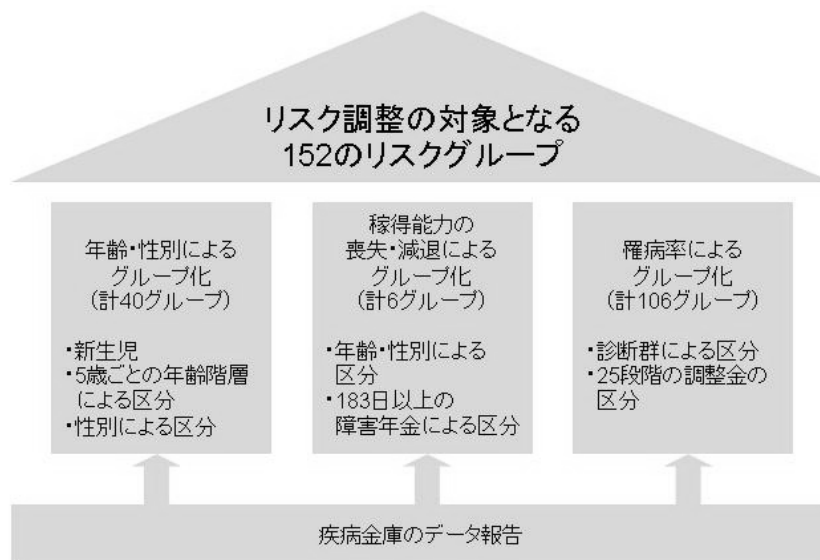 リスク調整の対象となる
152のリスクグループ
年齢・性別による
グループ化
(計40グループ)
・新生児
・5歳ごとの年齢階層
による区分
・性別による区分
稼得能力の
喪失・減退による
グループ化
(計6グループ)
・年齢・性別による
区分
・183日以上の
障害年金による区分
罹病率による
グループ化
(計106グループ)
・診断群による区分
・25段階の調整金の
区分
疾病金庫のデータ報告